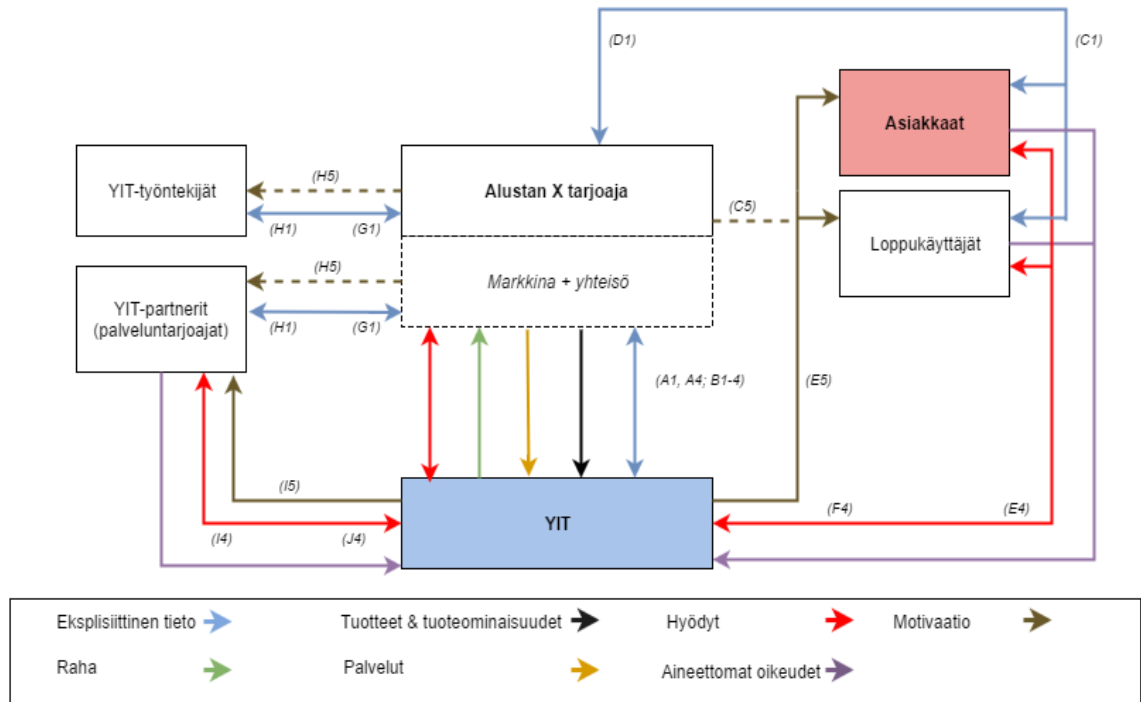 (D1)
(C1)
Asiakkaat
YIT-työntekijät
(H5)
(H1)
(G1)
Alustan X tarjoaja
(C5)
Loppukäyttäjät
YIT-partnerit
(palveluntarjoajat)
(H5)
(H1)
(G1)
Markkina + yhteisö
(A1, A4; B1-4)
(E5)
(I5)
(I4)
(J4)
YIT
(F4)
(E4)
Eksplisiittinen tieto
Tuotteet & tuoteominaisuudet
Hyödyt
Motivaatio
Raha
Palvelut
Aineettomat oikeudet